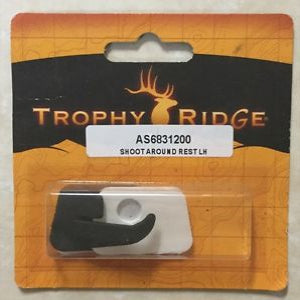 TROPHY RIDGE
AS6831200
SHOOT AROUND REST LH